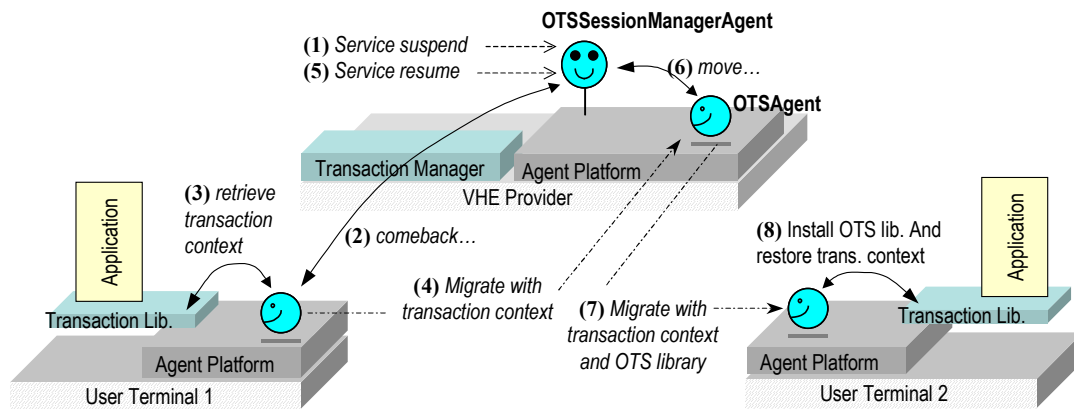 OTSSessionManagerAgent
(1) Service suspend
(5) Service resume
(6) move…
OTSAgent
Transaction Manager
Agent Platform
VHE Provider
Application
(3) retrieve
transaction
context
(2) comeback…
(4) Migrate with
transaction context
(7) Migrate with
transaction context
and OTS library
(8) Install OTS lib. And
restore trans. context
Application
Transaction Lib.
Agent Platform
User Terminal 1
Transaction Lib.
Agent Platform
User Terminal 2